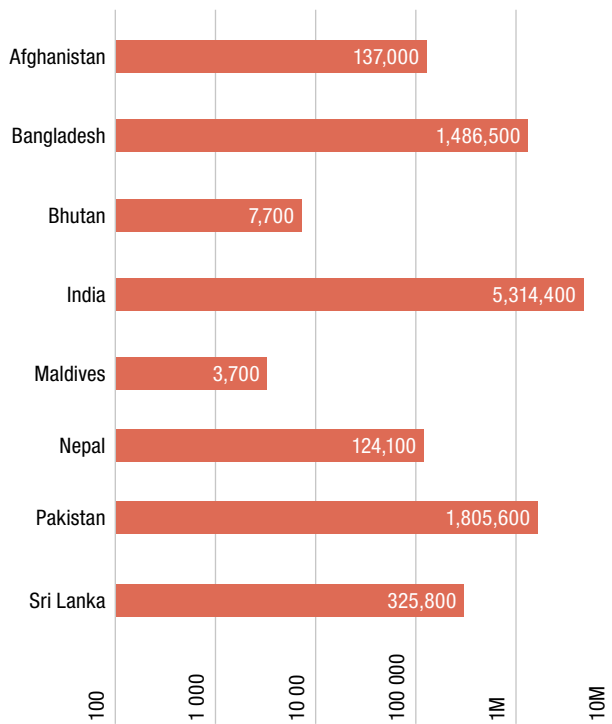 Afghanistan 137,000
Bangladesh 1,486,500
Bhutan 7,700
India 5,314,400
Maldives 3,700
Nepal 124,100
Pakistan 1,805,600
Sri Lanka 325,800
100 1 000 10 00 100 000 1M 10M